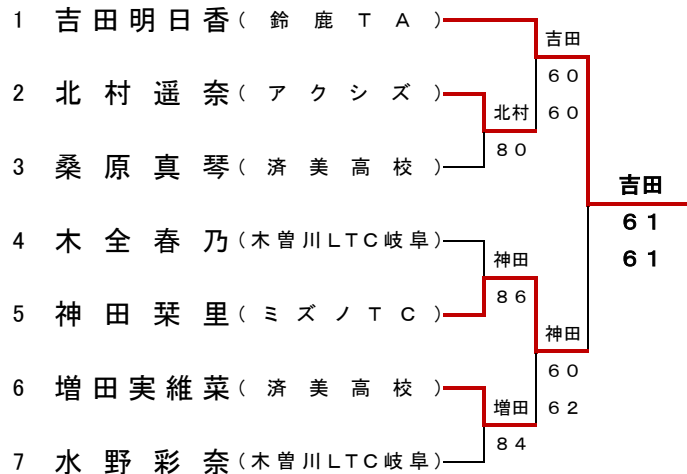 1 吉田明日香(鈴鹿TA)
吉田
60
2 北村遥奈(アクシズ)
北村
60
80
3 桑原真琴(済美高校)
吉田
61
4 木全春乃(木曽川LTC岐阜)
神田
61
86
5 神田栞里(ミズノTC)
神田
60
6 増田実維菜(済美高校)
増田
62
84
7 水野彩奈(木曽川LTC岐阜)